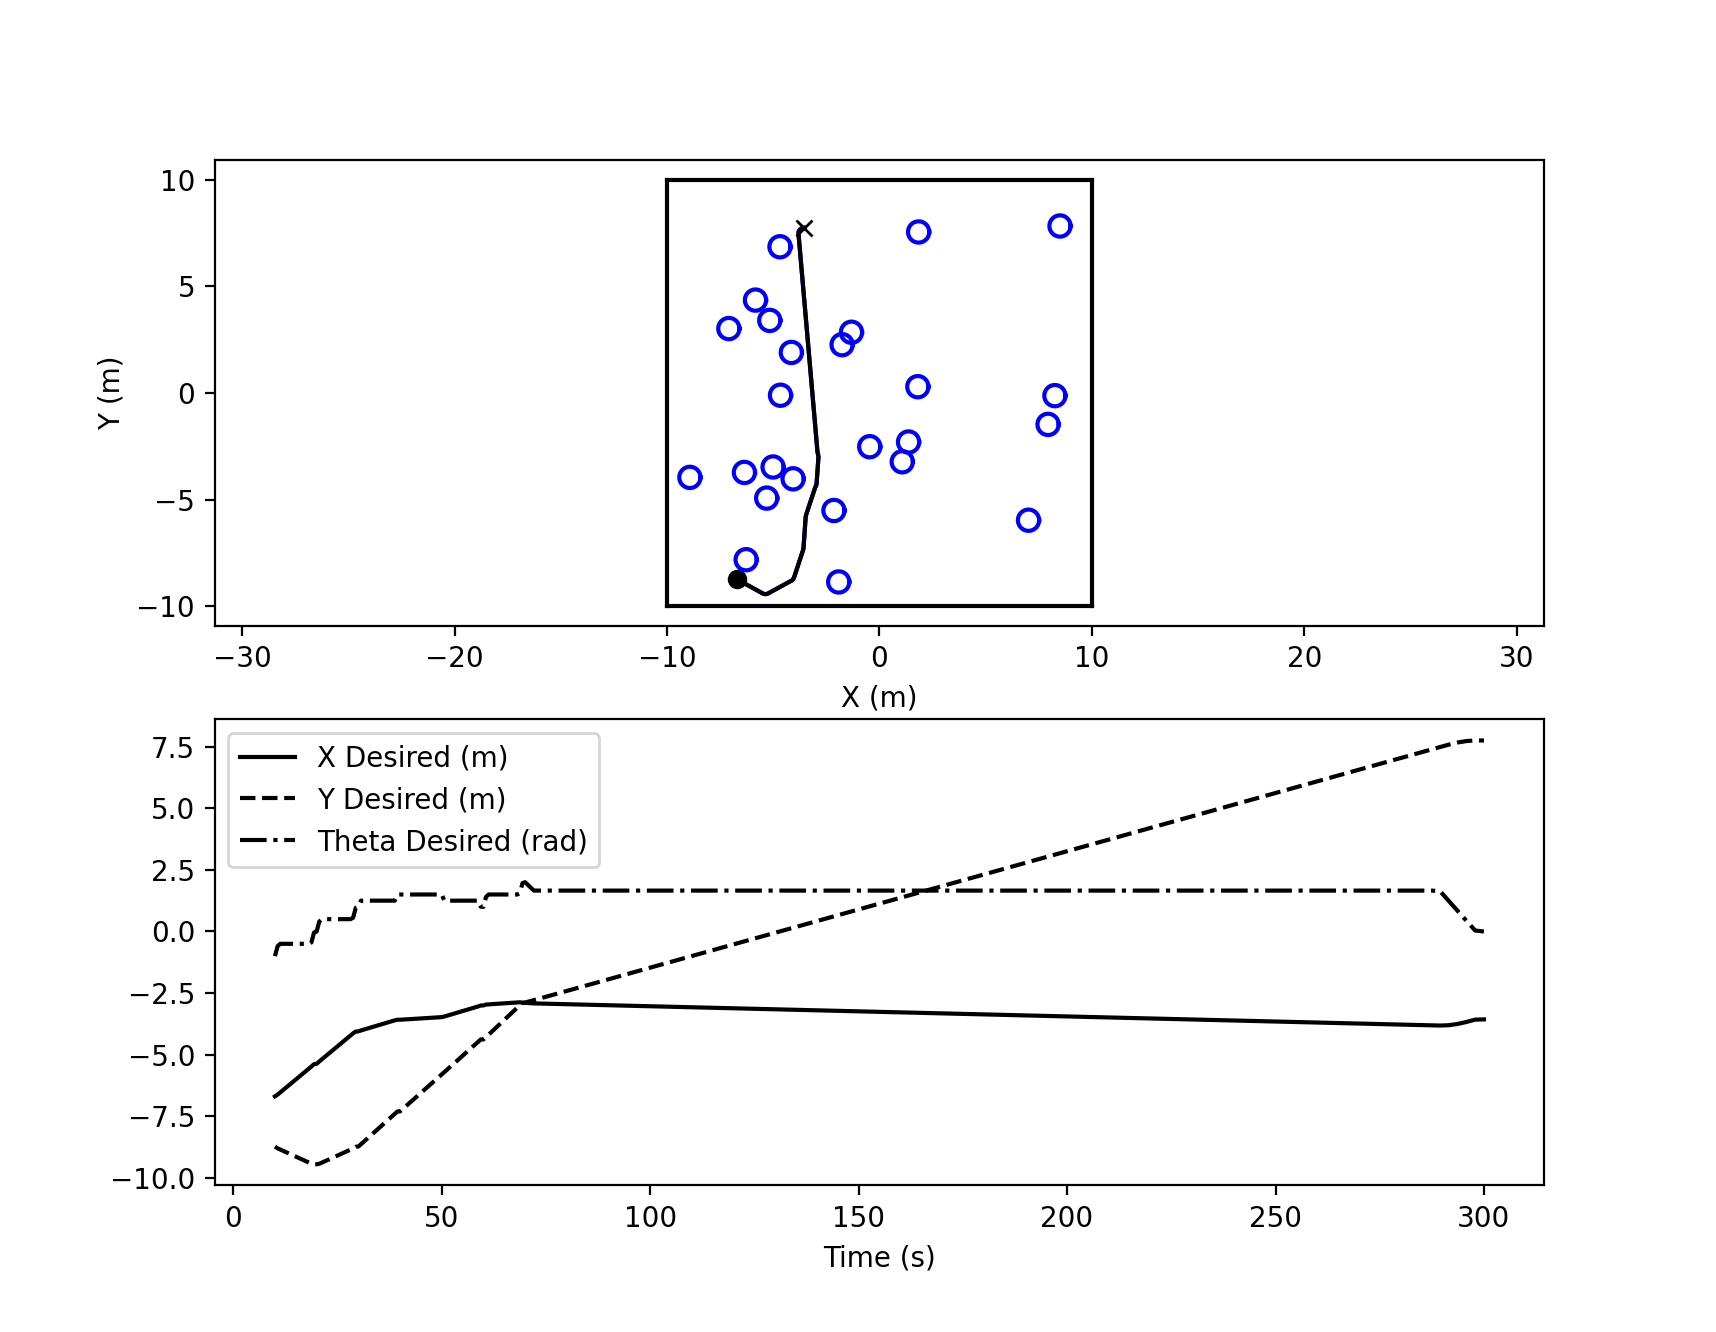 10
5
0
−5
−10
Y (m)
−30 −20 −10 0 10 20 30
X (m)
7.5
5.0
2.5
0.0
−2.5
−5.0
−7.5
−10.0
X Desired (m)
Y Desired (m)
Theta Desired (rad)
0 50 100 150 200 250 300
Time (s)